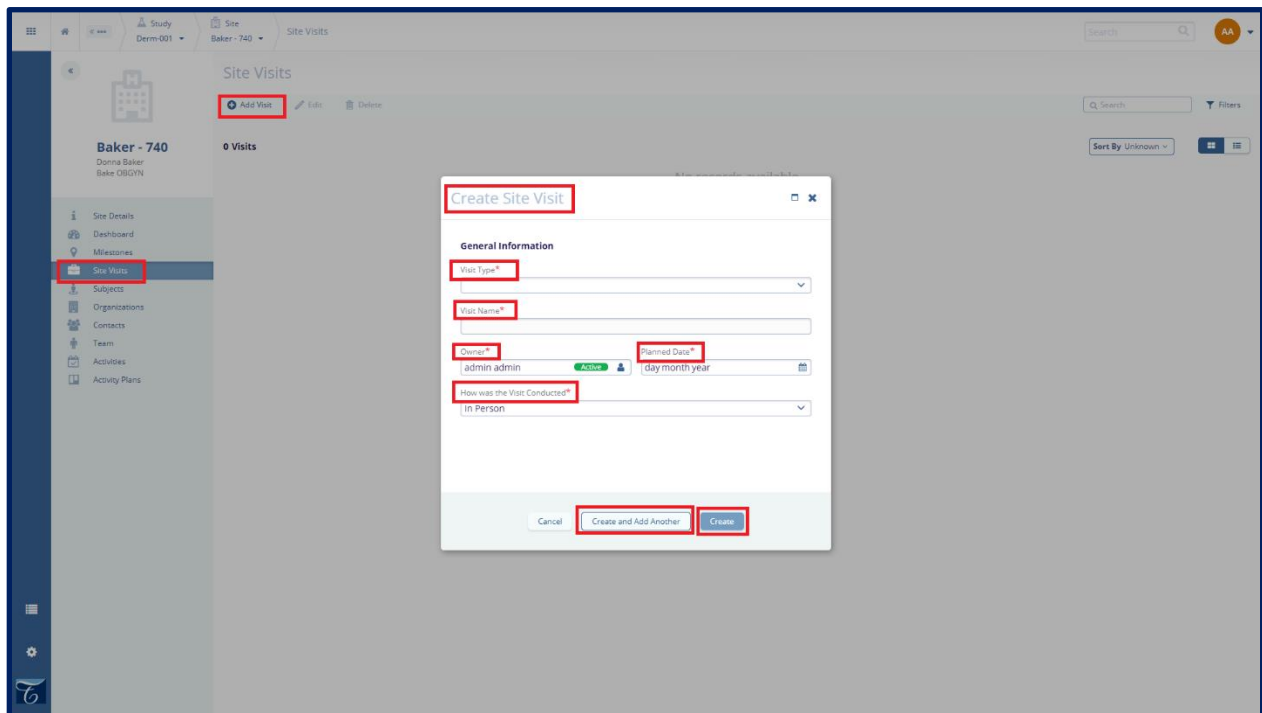 Study
Derm-001
Site
Baker - 740
Site Visits
Search
AA
Site Visits
Add Visit Edit Delete
Search
Filters
Baker - 740
Donna Baker
Bake OBGYN
0 Visits
Sort By Unknown
No records available
Site Details
Dashboard
Milestones
Site Visits
Subjects
Organizations
Contacts
Team
Activities
Activity Plans
Create Site Visit
General Information
Visit Type*
Visit Name*
Owner* Planned Date*
admin admin Active day month year
How was the Visit Conducted*
In Person
Cancel Create and Add Another Create